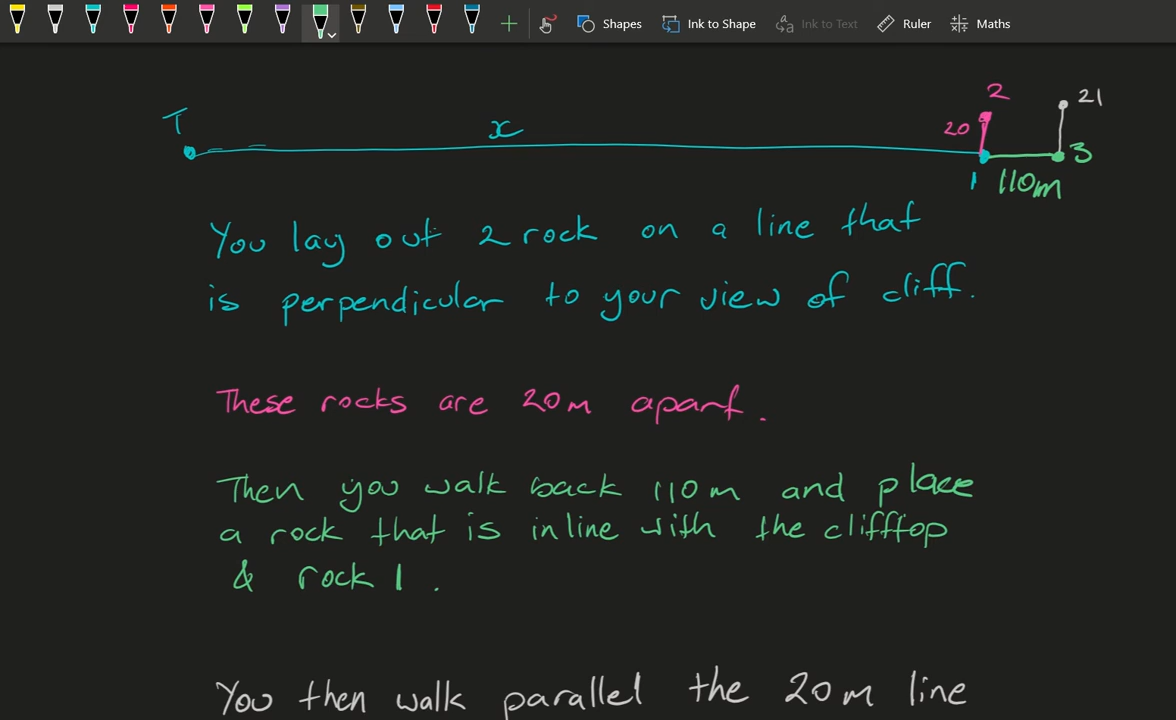 Shapes Ink to Shape Ink to Text Ruler Maths
T x 20 2 21
1 110m 3
You lay out 2 rock on a line that
is perpendicular to your view of cliff.
These rocks are 20m apart.
Then you walk back 110m and place
a rock that is inline with the clifftop
& rock 1.
You then walk parallel the 20m line